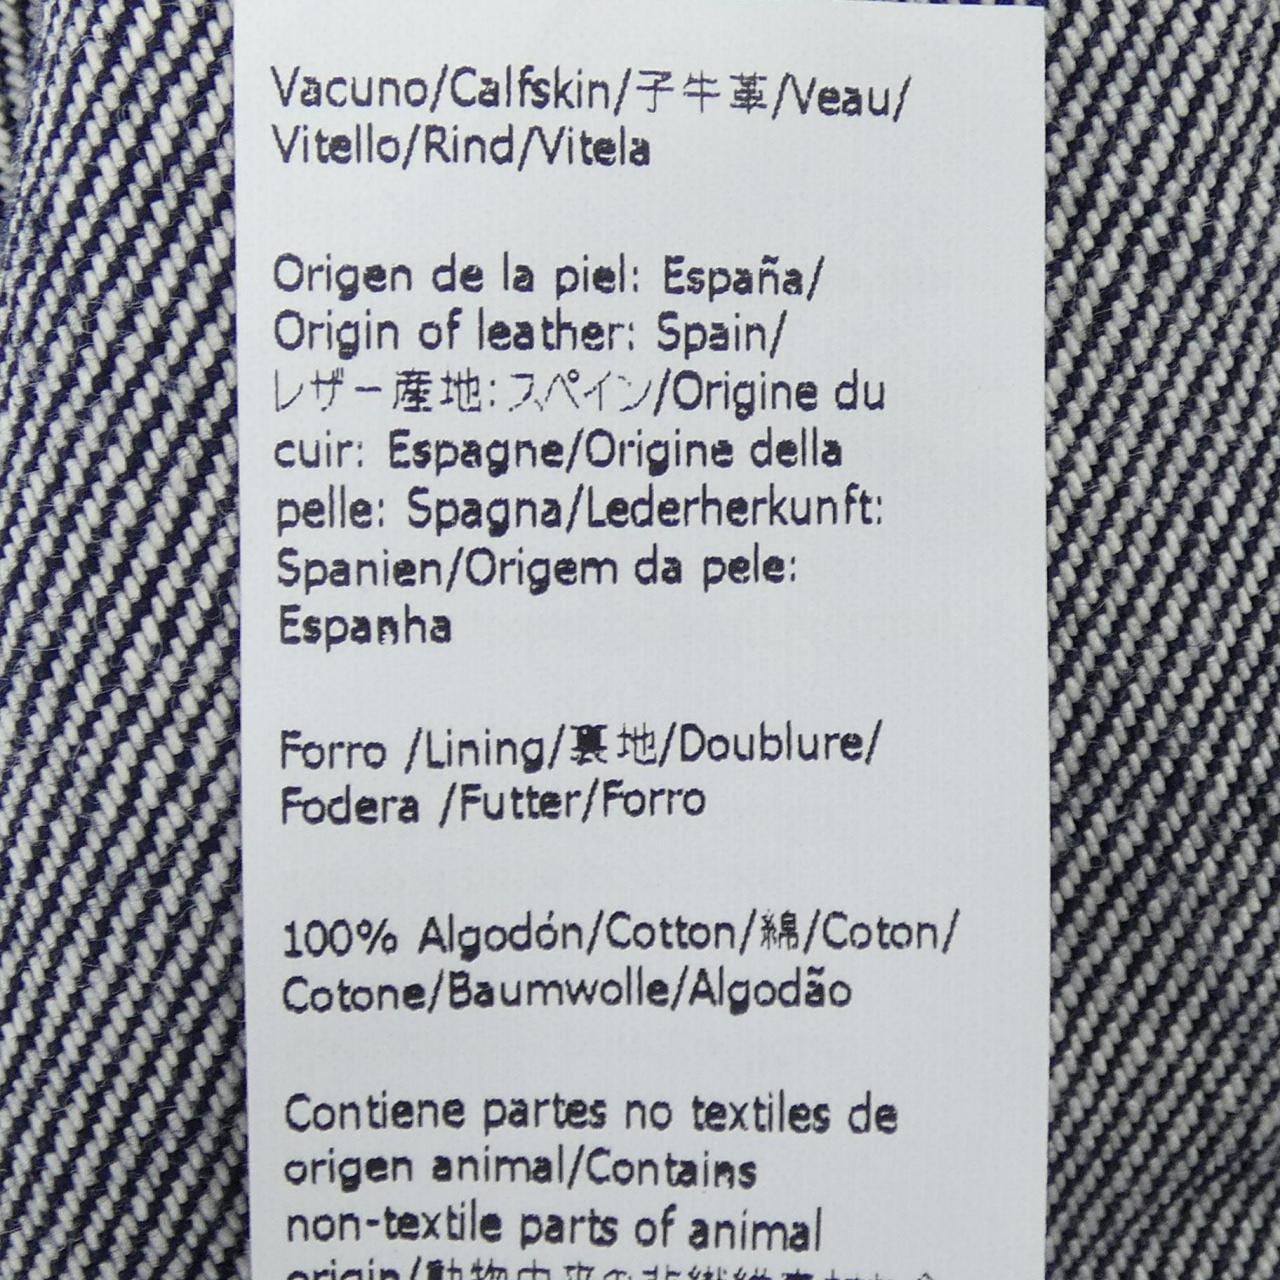 Vacuno/Calfskin/子牛革/Veau/
Vitello/Rind/Vitela
Origen de la piel: España/
Origin of leather: Spain/
レザー産地:スペイン/Origine du
cuir: Espagne/Origine della
pelle: Spagna/Lederherkunft:
Spanien/Origem da pele:
Espanha
Forro /Lining/裏地/Doublure/
Fodera /Futter/Forro
100% Algodón/Cotton/綿/Coton/
Cotone/Baumwolle/Algodão
Contiene partes no textiles de
origen animal/Contains
non-textile parts of animal
origin/